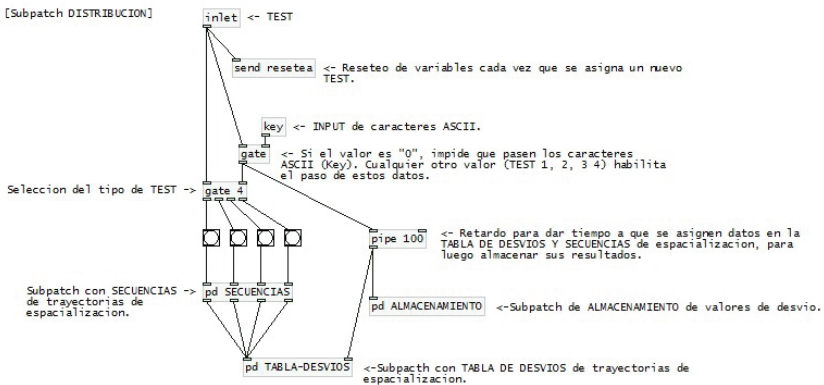 [Subpatch DISTRIBUCION]
inlet <- TEST
send resetea <- Reseteo de variables cada vez que se asigna un nuevo
TEST.
key <- INPUT de caracteres ASCII.
gate <- Si el valor es "0", impide que pasen los caracteres
ASCII (Key). Cualquier otro valor (TEST 1, 2, 3 4) habilita
el paso de estos datos.
Seleccion del tipo de TEST -> gate 4
pipe 100 <- Retardo para dar tiempo a que se asignen datos en la
TABLA DE DESVIOS Y SECUENCIAS de espacializacion, para
luego almacenar sus resultados.
Subpatch con SECUENCIAS -> pd SECUENCIAS
de trayectorias de
espacializacion.
pd ALMACENAMIENTO <-Subpatch de ALMACENAMIENTO de valores de desvio.
pd TABLA-DESVIOS <-Subpacth con TABLA DE DESVIOS de trayectorias de
espacializacion.